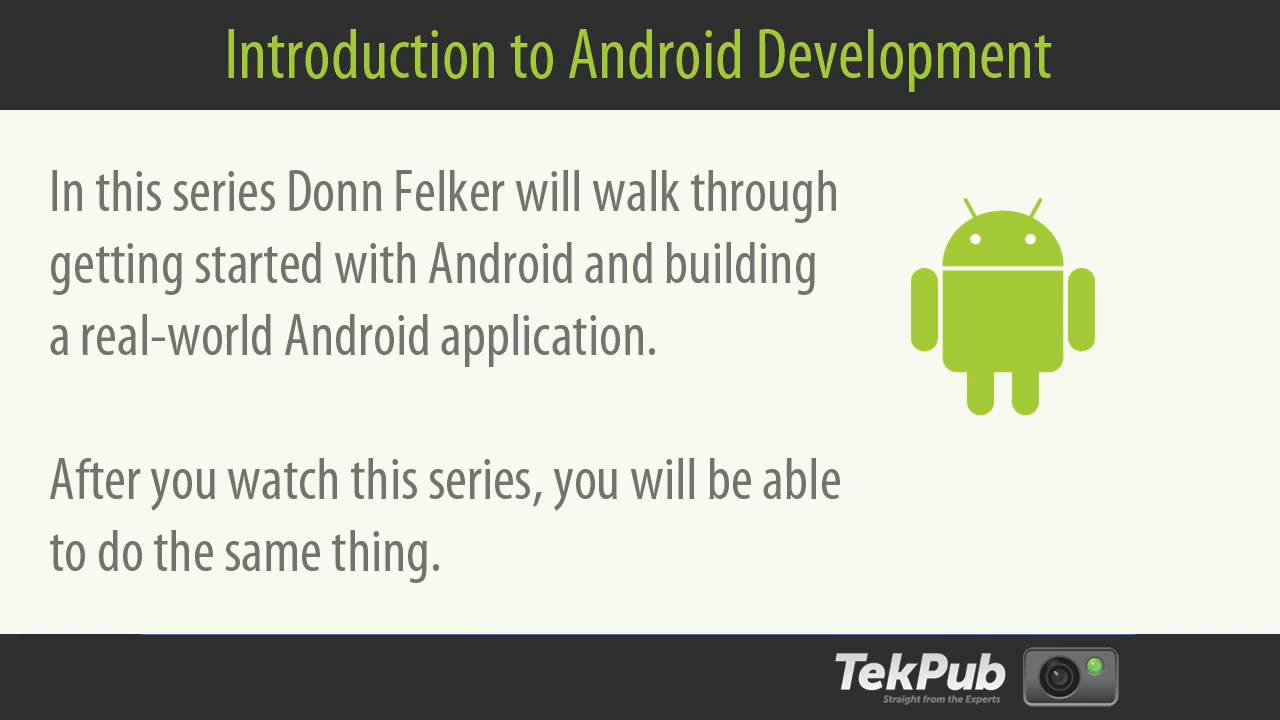 Introduction to Android Development
In this series Donn Felker will walk through
getting started with Android and building
a real-world Android application.
After you watch this series, you will be able
to do the same thing.
TekPub
Straight from the Experts